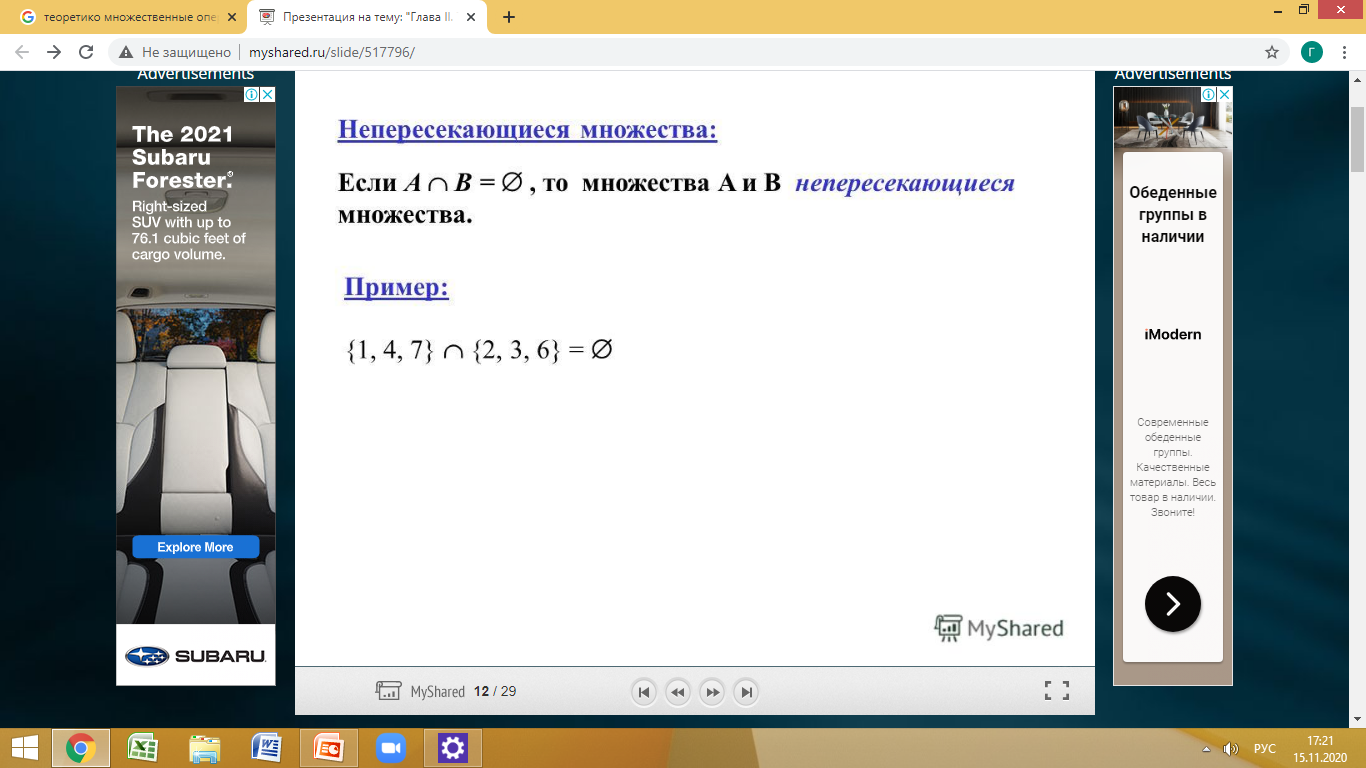 теоретико множественные опе
Презентация на тему: "Глава II.
Не защищено
myshared.ru/slide/517796/
Г
Advertisements
The 2021
Subaru
Forester.®
Right-sized
SUV with up to
76.1 cubic feet of
cargo volume.
Explore More
SUBARU
Непересекающиеся множества:
Если A ∩ B = ∅ , то множества А и В непересекающиеся
множества.
Пример:
{1, 4, 7} ∩ {2, 3, 6} = ∅
MyShared
MyShared 12 / 29
Advertisements
Обеденные
группы в
наличии
iModern
Современные
обеденные
группы.
Качественные
материалы. Весь
товар в наличии.
Звоните!
РУС
17:21
15.11.2020